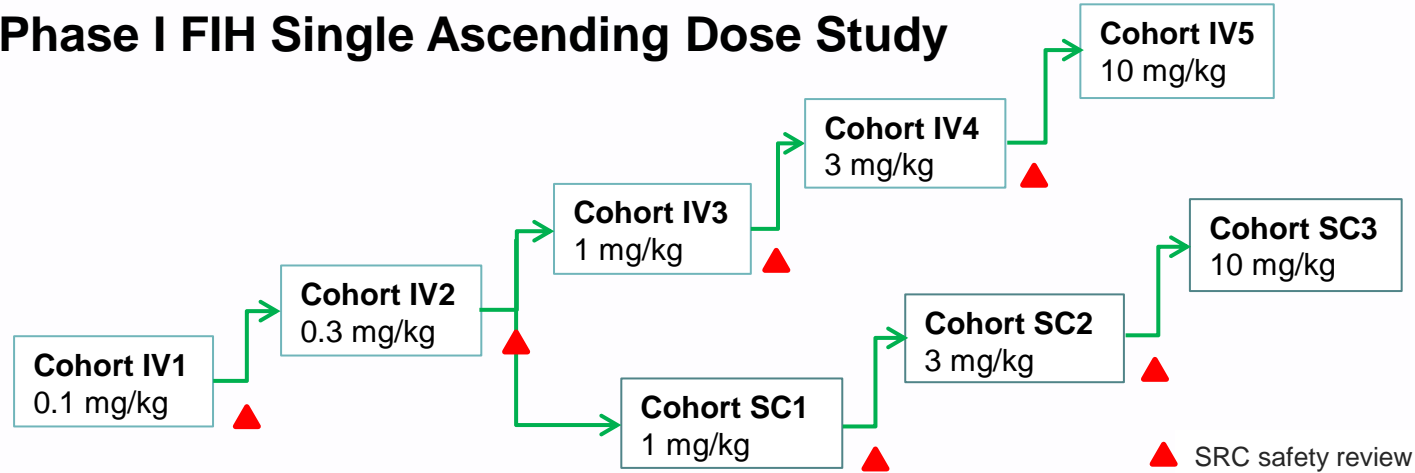 Phase I FIH Single Ascending Dose Study
Cohort IV5
10 mg/kg
Cohort IV4
3 mg/kg
Cohort IV3
1 mg/kg
Cohort SC3
10 mg/kg
Cohort IV2
0.3 mg/kg
Cohort SC2
3 mg/kg
Cohort IV1
0.1 mg/kg
Cohort SC1
1 mg/kg
SRC safety review